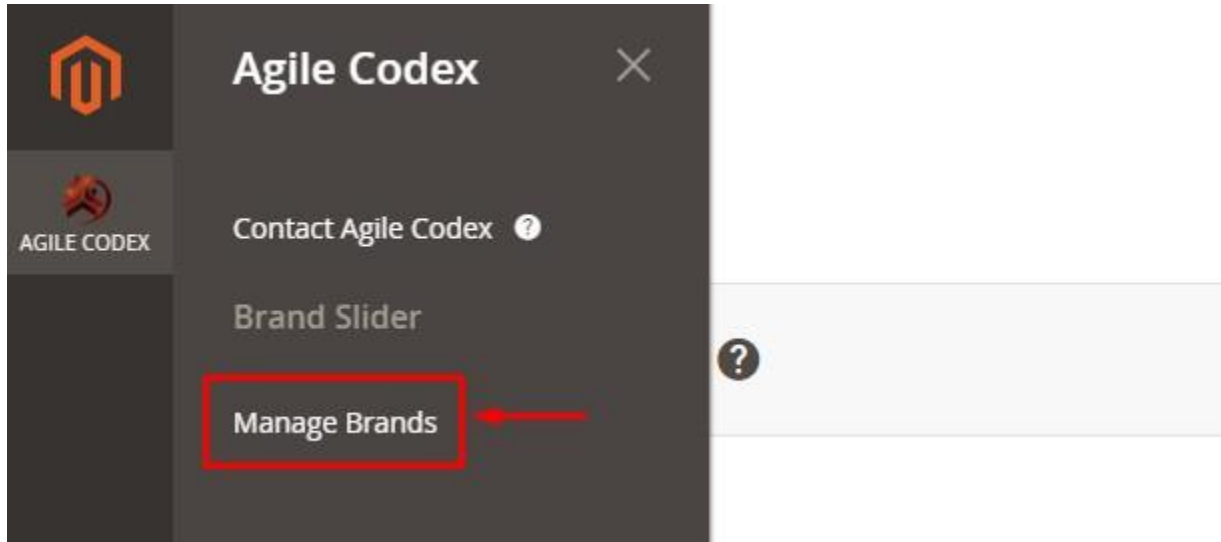 Agile Codex
AGILE CODEX
Contact Agile Codex ?
Brand Slider
?
Manage Brands